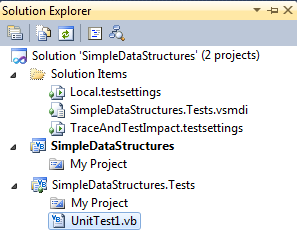 Solution Explorer
Solution 'SimpleDataStructures' (2 projects)
Solution Items
Local.testsettings
SimpleDataStructures.Tests.vsmdi
TraceAndTestImpact.testsettings
SimpleDataStructures
My Project
SimpleDataStructures.Tests
My Project
UnitTest1.vb